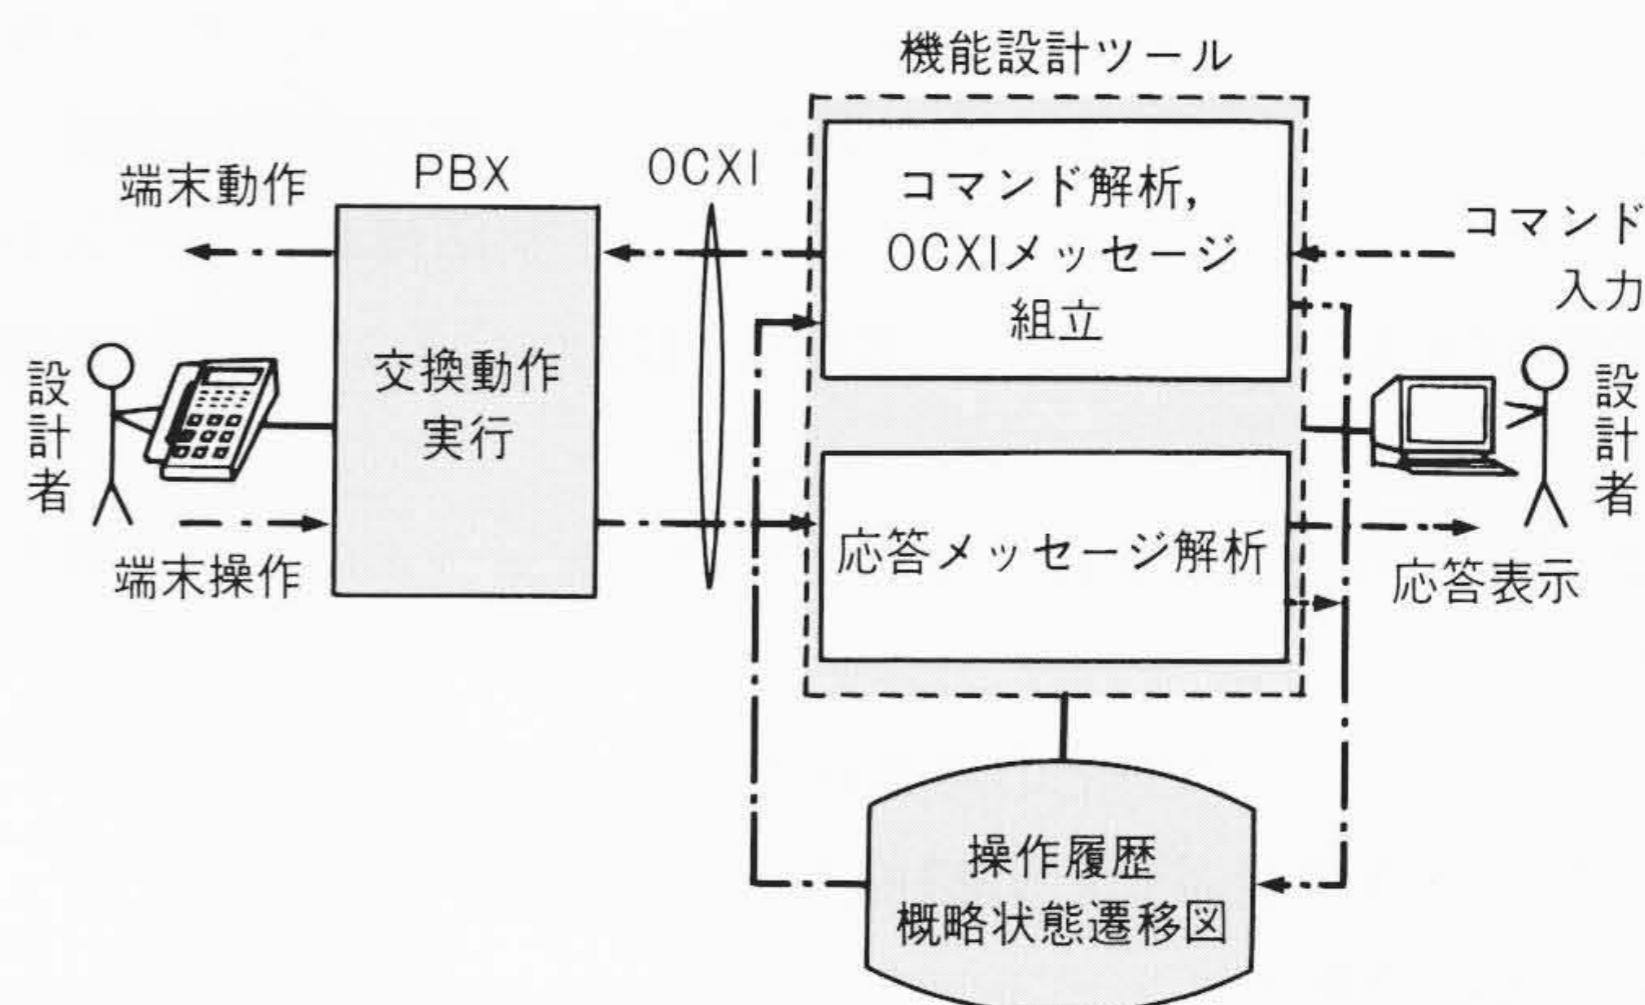 機能設計ツール
端末動作
PBX
OCXI
コマンド解析,
OCXIメッセージ
組立
コマンド
入力
交換動作
実行
設計者
設計者
応答メッセージ解析
端末操作
応答表示
操作履歴
概略状態遷移図